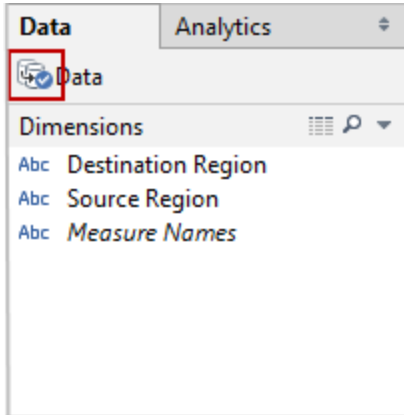 Data Analytics
Data
Dimensions
Abc Destination Region
Abc Source Region
Abc Measure Names